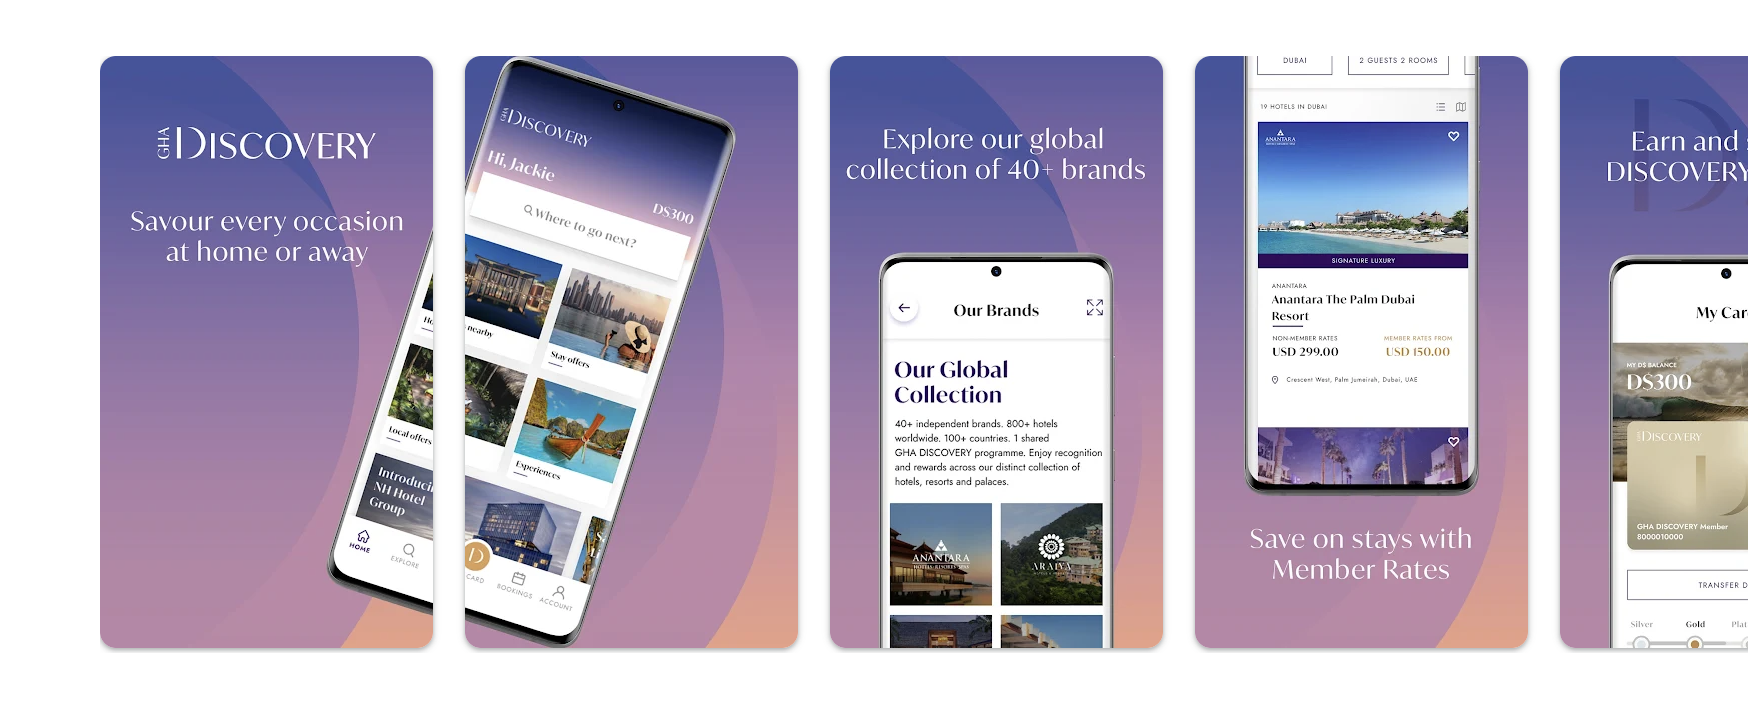 GHA DISCOVERY
Savour every occasion
at home or away
Local offers
Introducing
NH Hotel
Group
HOME
EXPLORE
GHA DISCOVERY
Hi, Jackie
D$300
Where to go next?
nearby
Stay offers
Experiences
CARD
BOOKINGS
ACCOUNT
Explore our global
collection of 40+ brands
Our Brands
Our Global
Collection
40+ independent brands. 800+ hotels
worldwide. 100+ countries. 1 shared
GHA DISCOVERY programme. Enjoy recognition
and rewards across our distinct collection of
hotels, resorts and palaces.
ANANTARA
HOTELS · RESORTS · SPAS
ARAIYA
DUBAI
2 GUESTS 2 ROOMS
19 HOTELS IN DUBAI
ANANTARA
SIGNATURE LUXURY
ANANTARA
Anantara The Palm Dubai
Resort
NON-MEMBER RATES
MEMBER RATES FROM
USD 299.00
USD 150.00
Crescent West, Palm Jumeirah, Dubai, UAE
Save on stays with
Member Rates
Earn and
DISCOVERY
My Car
MY D$ BALANCE
D$300
DISCOVERY
GHA DISCOVERY Member
8000010000
TRANSFER D
Silver
Gold
Plat